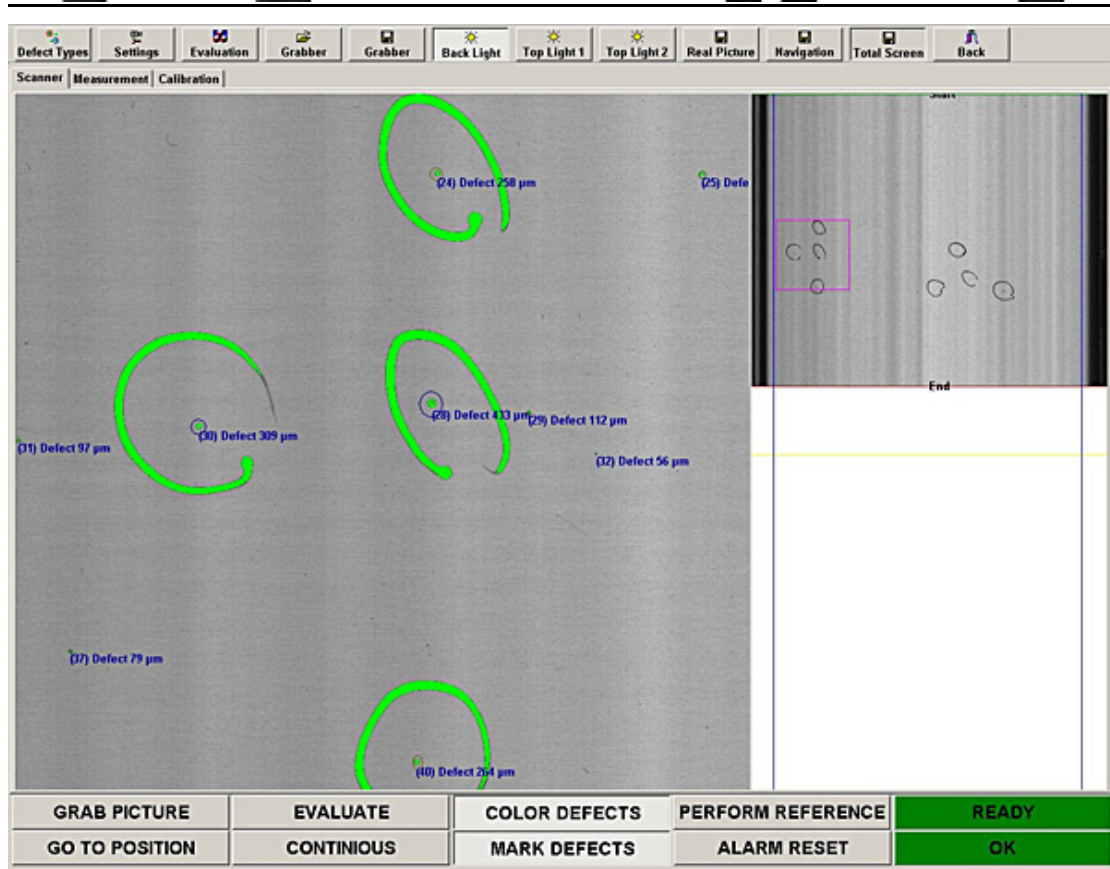 Defect Types Settings Evaluation Grabber Grabber Back Light Top Light 1 Top Light 2 Real Picture Navigation Total Screen Back
Scanner Measurement Calibration
Start
(24) Defect 258 µm
(25) Defe
End
(28) Defect 433 µm
(29) Defect 112 µm
(30) Defect 309 µm
(31) Defect 97 µm
(32) Defect 56 µm
(37) Defect 79 µm
(40) Defect 264 µm
GRAB PICTURE EVALUATE COLOR DEFECTS PERFORM REFERENCE READY
GO TO POSITION CONTINIOUS MARK DEFECTS ALARM RESET OK